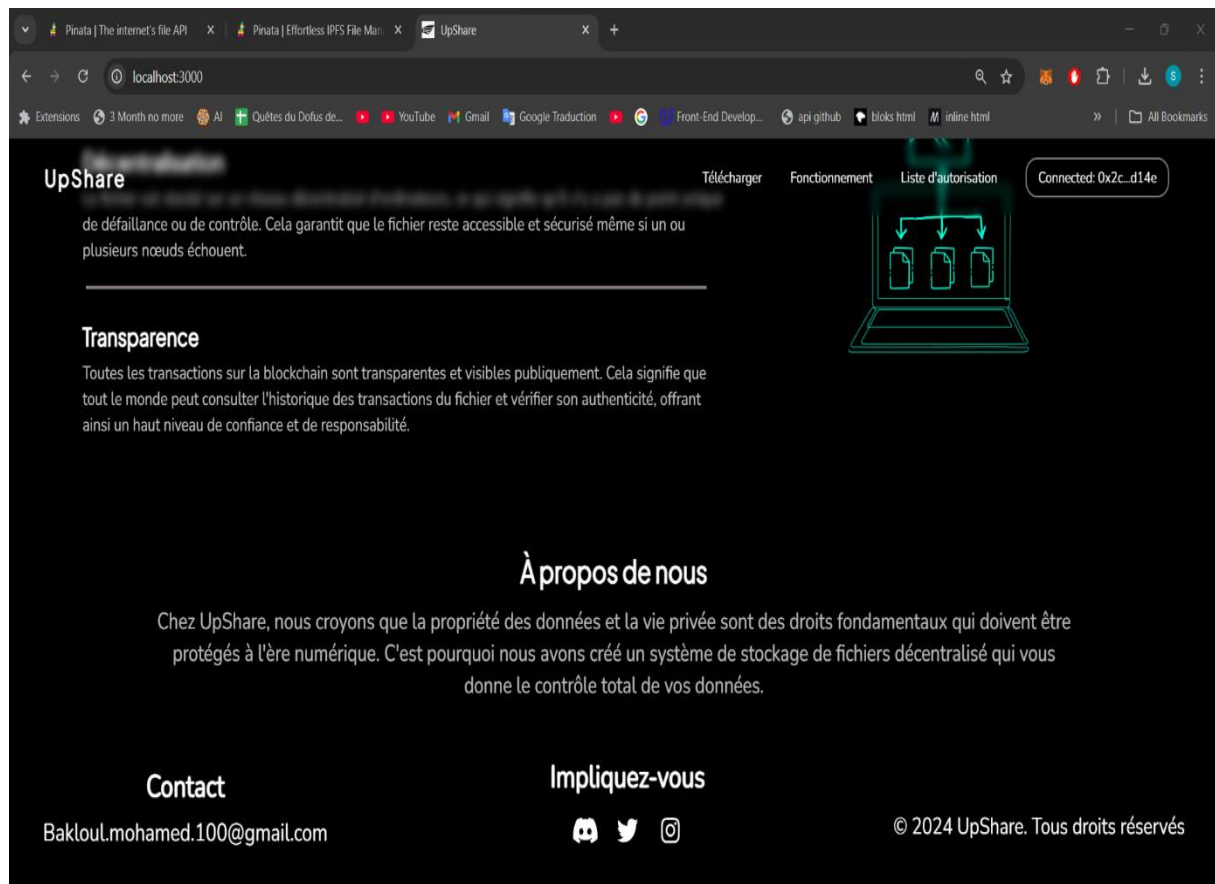 Pinata | The internet's file API
Pinata | Effortless IPFS File Man
UpShare
localhost:3000
Extensions
3 Month no more
AI
Quêtes du Dofus de...
YouTube
Gmail
Google Traduction
Front-End Develop...
api github
bloks html
inline html
»
All Bookmarks
S
Décentralisation
UpShare
Télécharger
Fonctionnement
Liste d'autorisation
Connected: 0x2c...d14e
de défaillance ou de contrôle. Cela garantit que le fichier reste accessible et sécurisé même si un ou
plusieurs nœuds échouent.
Transparence
Toutes les transactions sur la blockchain sont transparentes et visibles publiquement. Cela signifie que
tout le monde peut consulter l'historique des transactions du fichier et vérifier son authenticité, offrant
ainsi un haut niveau de confiance et de responsabilité.
À propos de nous
Chez UpShare, nous croyons que la propriété des données et la vie privée sont des droits fondamentaux qui doivent être
protégés à l'ère numérique. C'est pourquoi nous avons créé un système de stockage de fichiers décentralisé qui vous
donne le contrôle total de vos données.
Contact
Impliquez-vous
Bakloul.mohamed.100@gmail.com
© 2024 UpShare. Tous droits réservés